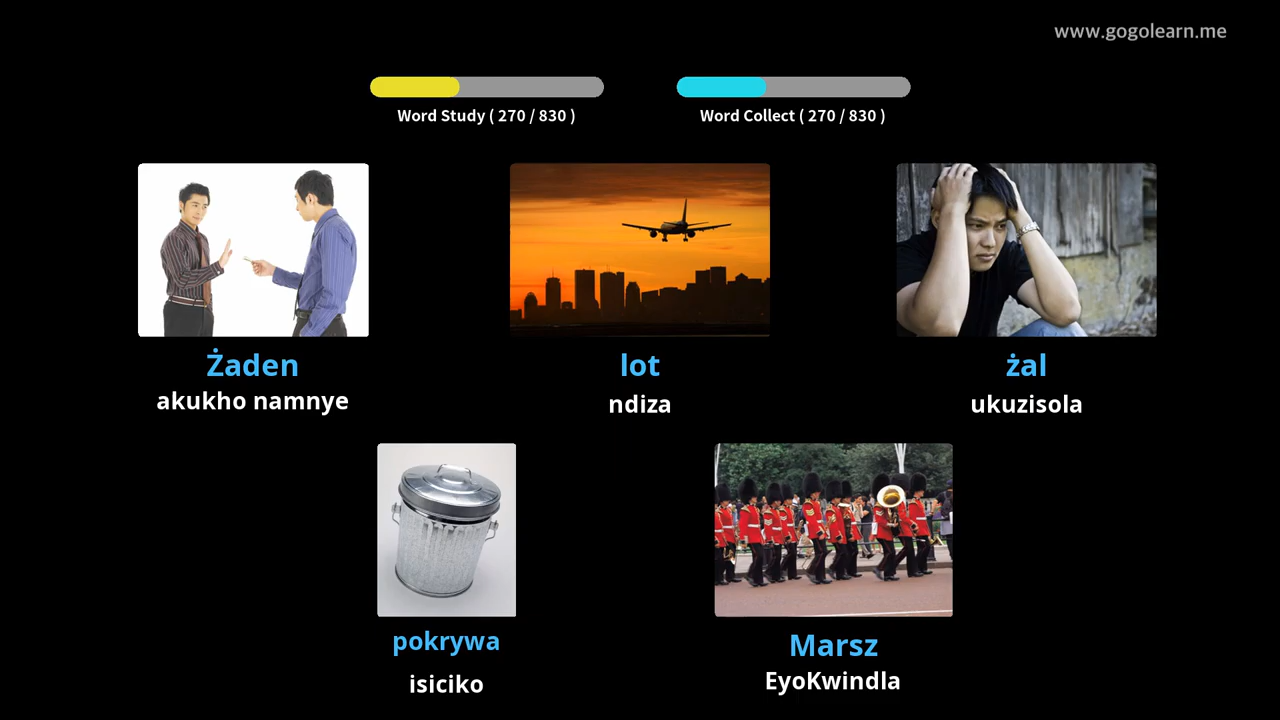 www.gogolearn.me
Word Study ( 270 / 830 )
Word Collect ( 270 / 830 )
Żaden
akukho namnye
lot
ndiza
żal
ukuzisola
pokrywa
isiciko
Marsz
EyoKwindla